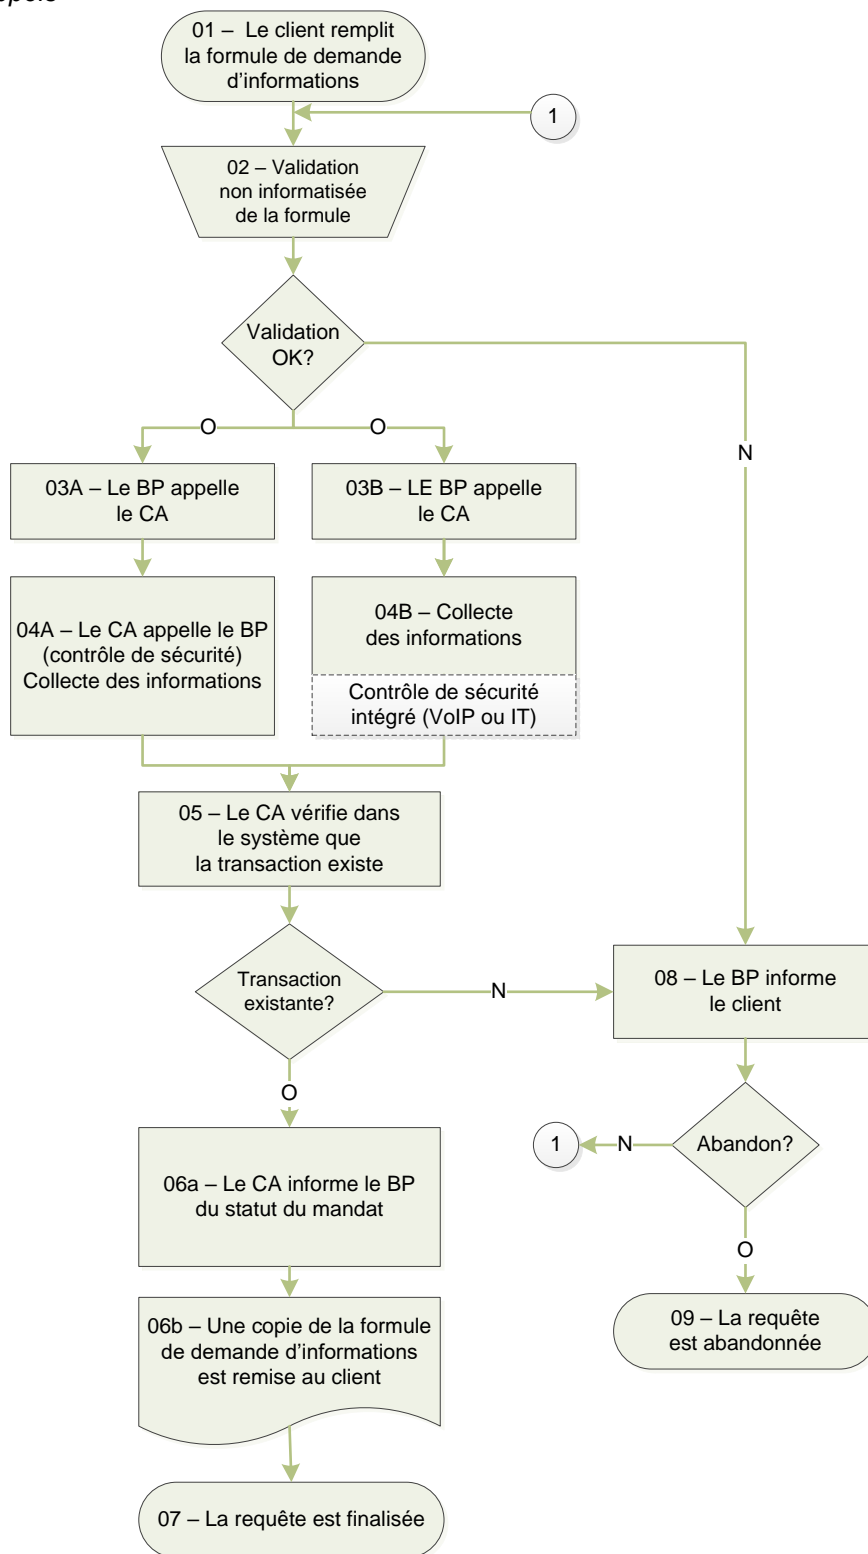 01 – Le client remplit
la formule de demande
d'informations
1
02 – Validation
non informatisée
de la formule
Validation
OK?
O
O
N
03A – Le BP appelle
le CA
03B – LE BP appelle
le CA
04A – Le CA appelle le BP
(contrôle de sécurité)
Collecte des informations
04B – Collecte
des informations
Contrôle de sécurité
intégré (VoIP ou IT)
05 – Le CA vérifie dans
le système que
la transaction existe
Transaction
existante?
N
08 – Le BP informe
le client
O
1
N
Abandon?
06a – Le CA informe le BP
du statut du mandat
O
06b – Une copie de la formule
de demande d'informations
est remise au client
09 – La requête
est abandonnée
07 – La requête est finalisée